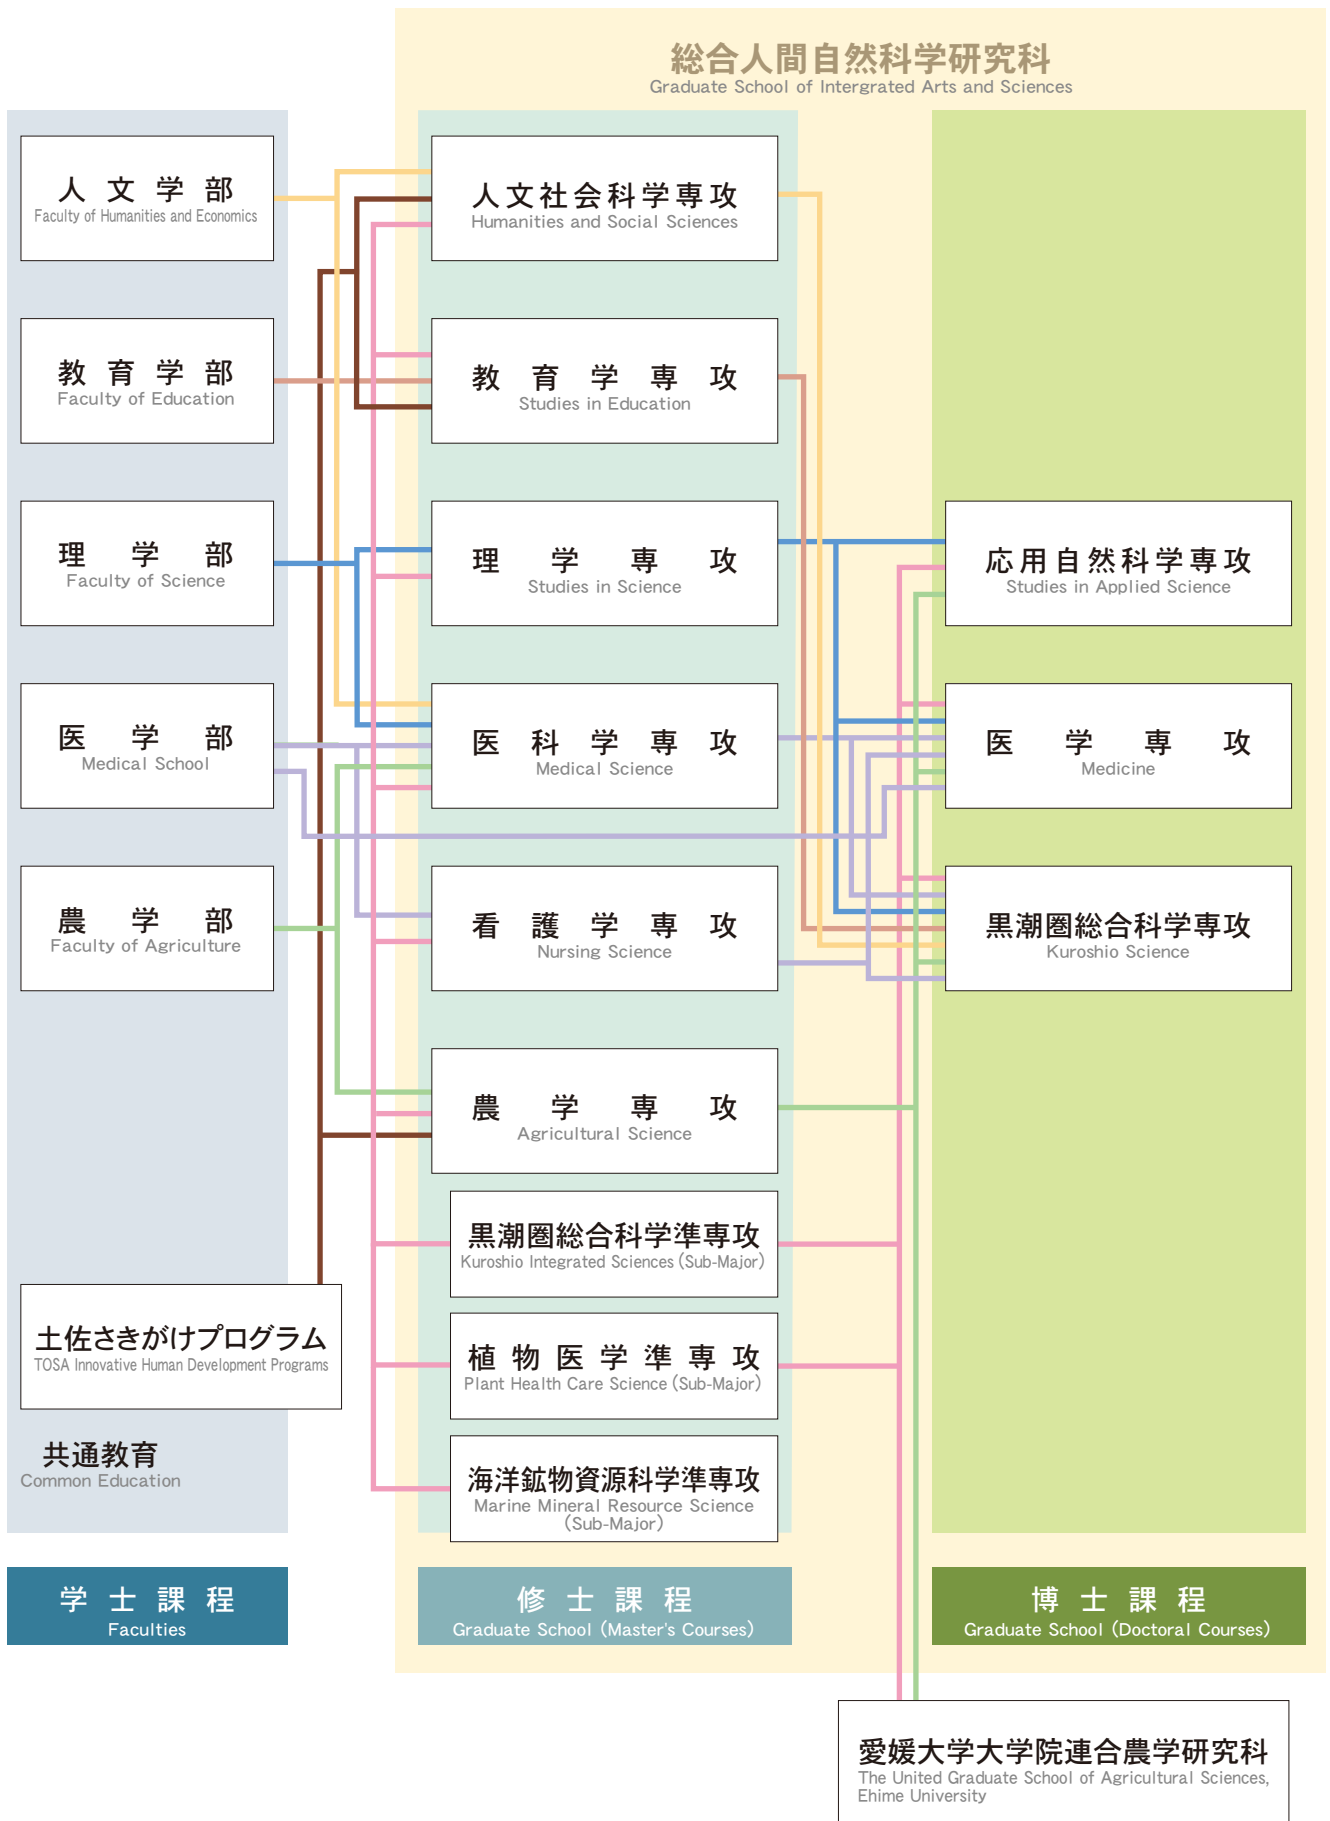 総合人間自然科学研究科
Graduate School of Intergrated Arts and Sciences
人文学部
Faculty of Humanities and Economics
教育学部
Faculty of Education
理学部
Faculty of Science
医学部
Medical School
農学部
Faculty of Agriculture
土佐さきがけプログラム
TOSA Innovative Human Development Programs
共通教育
Common Education
学士課程
Faculties
人文社会科学専攻
Humanities and Social Sciences
教育学専攻
Studies in Education
理学専攻
Studies in Science
医科学専攻
Medical Science
看護学専攻
Nursing Science
農学専攻
Agricultural Science
黒潮圏総合科学準専攻
Kuroshio Integrated Sciences (Sub-Major)
植物医学準専攻
Plant Health Care Science (Sub-Major)
海洋鉱物資源科学準専攻
Marine Mineral Resource Science
(Sub-Major)
修士課程
Graduate School (Master's Courses)
応用自然科学専攻
Studies in Applied Science
医学専攻
Medicine
黒潮圏総合科学専攻
Kuroshio Science
博士課程
Graduate School (Doctoral Courses)
愛媛大学大学院連合農学研究科
The United Graduate School of Agricultural Sciences,
Ehime University